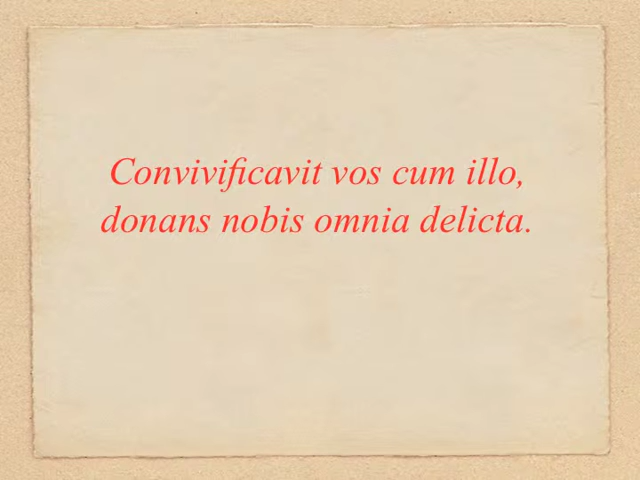 Convivificavit vos cum illo,
donans nobis omnia delicta.